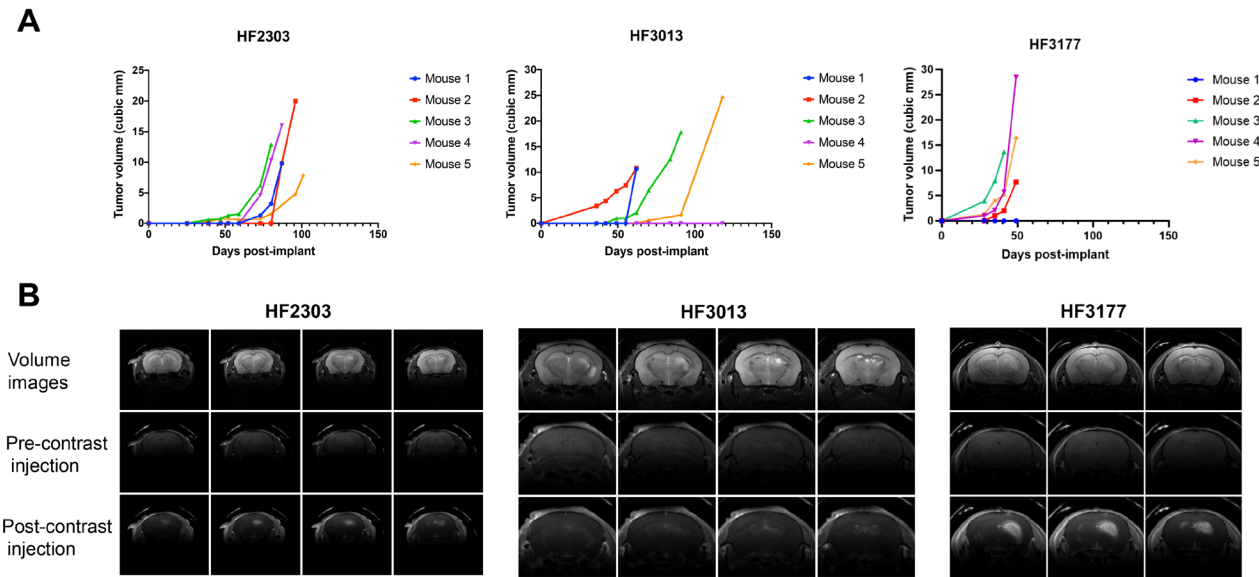 A
HF2303
Tumor volume (cubic mm)
25
20
15
10
5
0
0 50 100 150
Days post-implant
Mouse 1
Mouse 2
Mouse 3
Mouse 4
Mouse 5
HF3013
Tumor volume (cubic mm)
30
25
20
15
10
5
0
0 50 100 150
Days post-implant
Mouse 1
Mouse 2
Mouse 3
Mouse 4
Mouse 5
HF3177
Tumor volume (cubic mm)
30
25
20
15
10
5
0
0 50 100 150
Days post-implant
Mouse 1
Mouse 2
Mouse 3
Mouse 4
Mouse 5
B
HF2303
HF3013
HF3177
Volume
images
Pre-contrast
injection
Post-contrast
injection